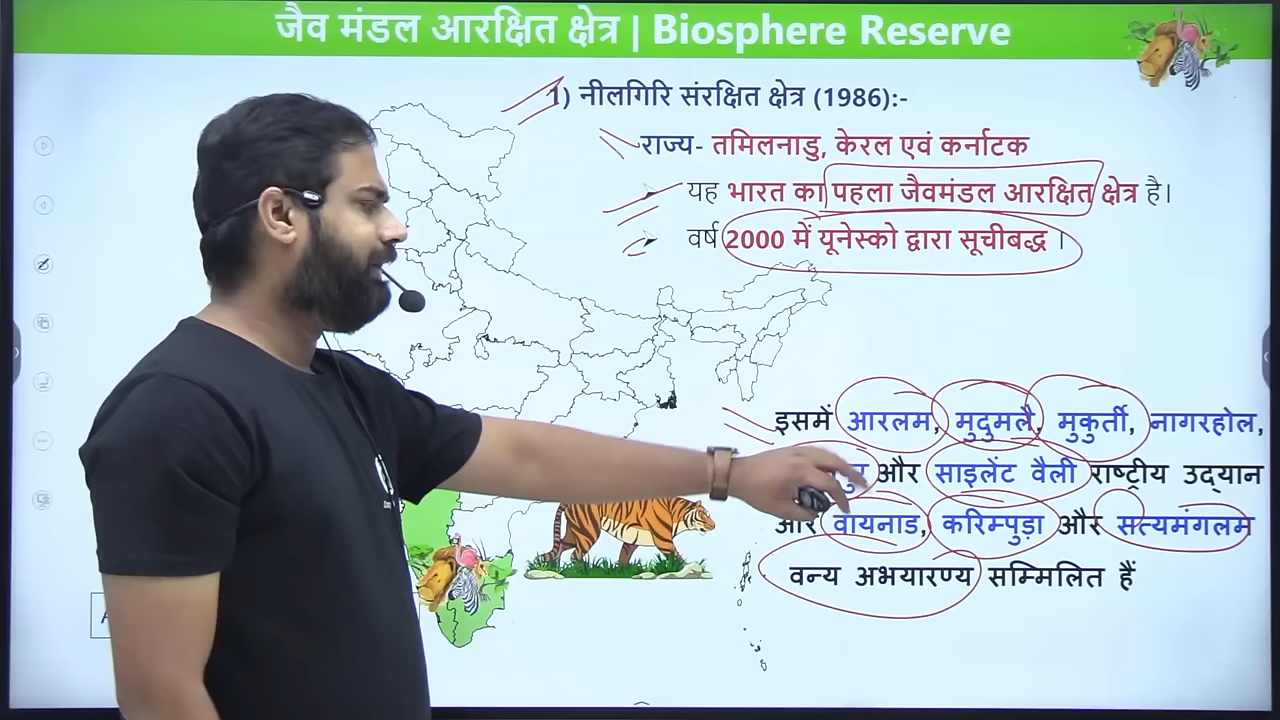 जैव मंडल आरक्षित क्षेत्र | Biosphere Reserve
1) नीलगिरि संरक्षित क्षेत्र (1986):-
राज्य- तमिलनाडु, केरल एवं कर्नाटक
यह भारत का पहला जैवमंडल आरक्षित क्षेत्र है।
वर्ष 2000 में यूनेस्को द्वारा सूचीबद्ध ।
इसमें आरलम, मुदुमलै, मुकुर्ती, नागरहोल,
और साइलेंट वैली राष्ट्रीय उद्यान
और वायनाड, करिम्पुड़ा और सत्यमंगलम
वन्य अभयारण्य सम्मिलित हैं